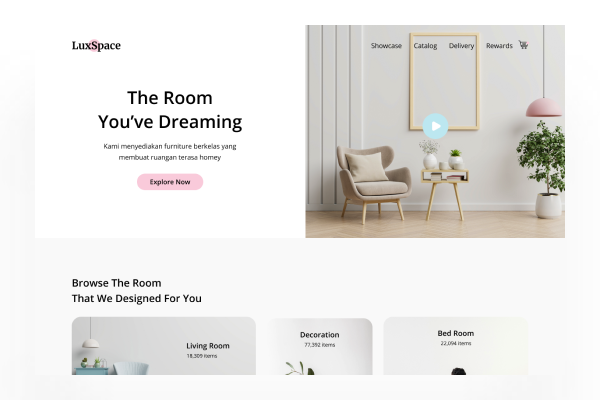 LuxSpace
Showcase Catalog Delivery Rewards
The Room
You've Dreaming
Kami menyediakan furniture berkelas yang
membuat ruangan terasa homey
Explore Now
Browse The Room
That We Designed For You
Living Room
18,309 items
Decoration
77,392 items
Bed Room
22,094 items